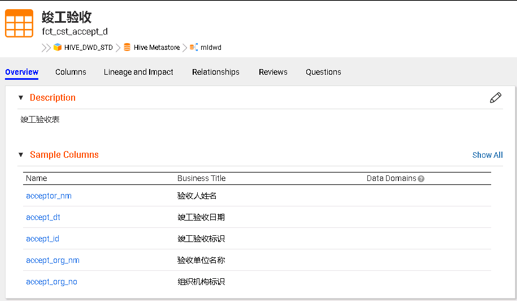 竣工验收
fct_cst_accept_d
HIVE_DWD_STD Hive Metastore mldwd
Overview Columns Lineage and Impact Relationships Reviews Questions
Description
竣工验收表
Sample Columns Show All
Name Business Title Data Domains
acceptor_nm 验收人姓名
accept_dt 竣工验收日期
accept_id 竣工验收标识
accept_org_nm 验收单位名称
accept_org_no 组织机构标识